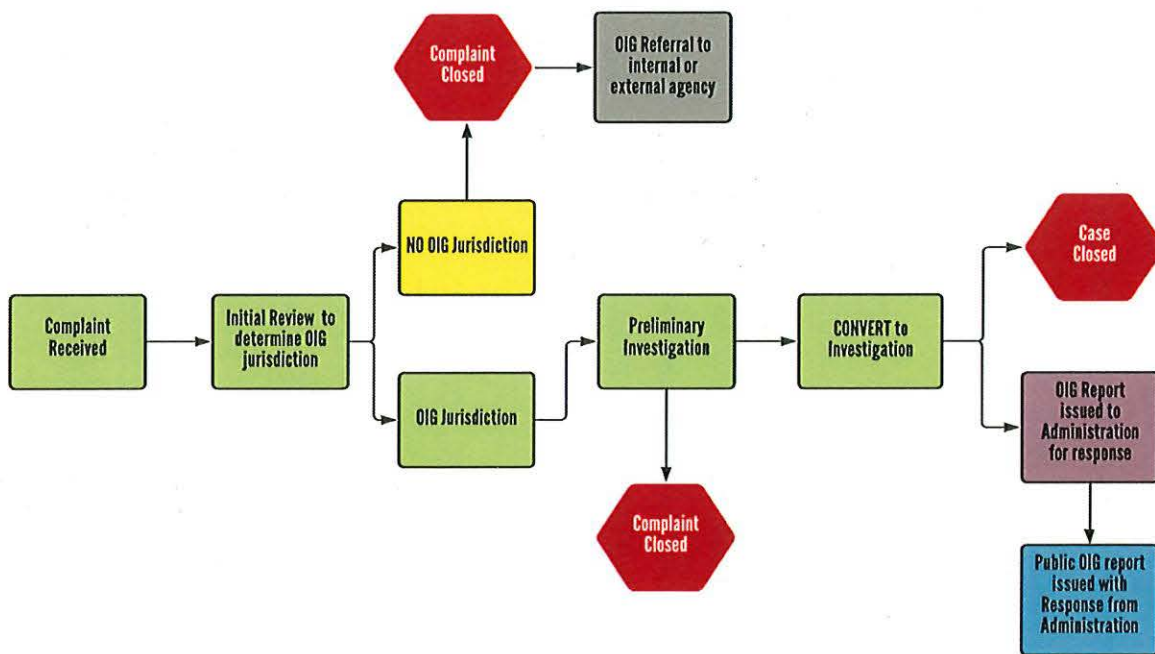 Complaint
Closed
OIG Referral to
internal or
external agency
NO OIG Jurisdiction
Case
Closed
Complaint
Received
Initial Review to
determine OIG
jurisdiction
OIG Jurisdiction
Preliminary
Investigation
CONVERT to
Investigation
OIG Report
issued to
Administration
for response
Complaint
Closed
Public OIG report
issued with
Response from
Administration